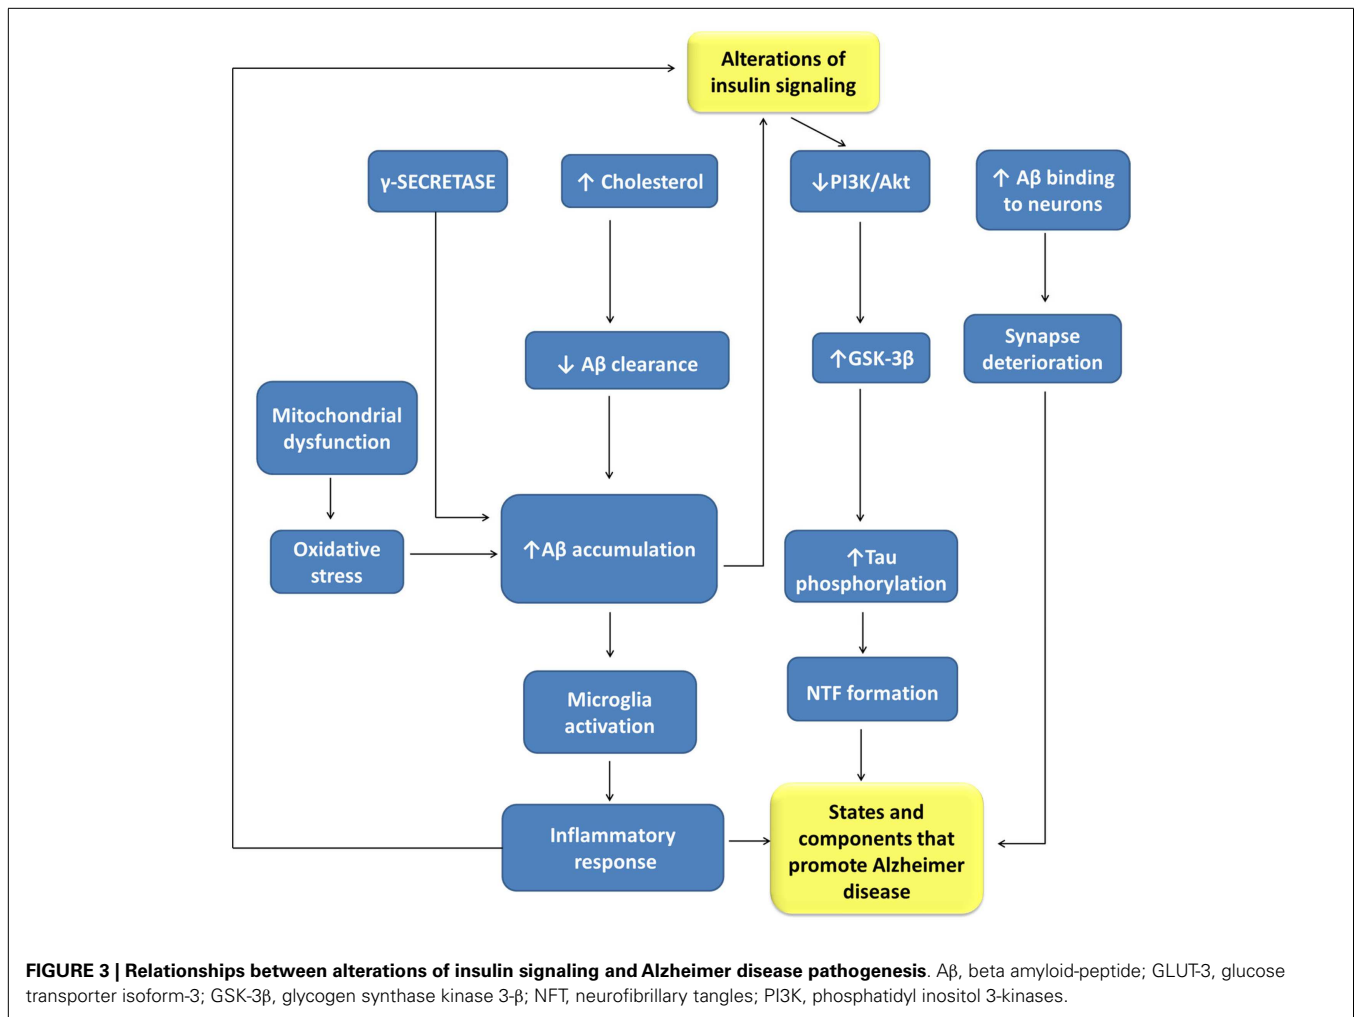 Alterations of
insulin signaling
γ-SECRETASE
↑ Cholesterol
↓PI3K/Akt
↑ Aβ binding
to neurons
↓ Aβ clearance
↑GSK-3β
Synapse
deterioration
Mitochondrial
dysfunction
Oxidative
stress
↑Aβ accumulation
↑Tau
phosphorylation
Microglia
activation
NTF formation
Inflammatory
response
States and
components that
promote Alzheimer
disease
FIGURE 3 | Relationships between alterations of insulin signaling and Alzheimer disease pathogenesis. Aβ, beta amyloid-peptide; GLUT-3, glucose
transporter isoform-3; GSK-3β, glycogen synthase kinase 3-β; NFT, neurofibrillary tangles; PI3K, phosphatidyl inositol 3-kinases.